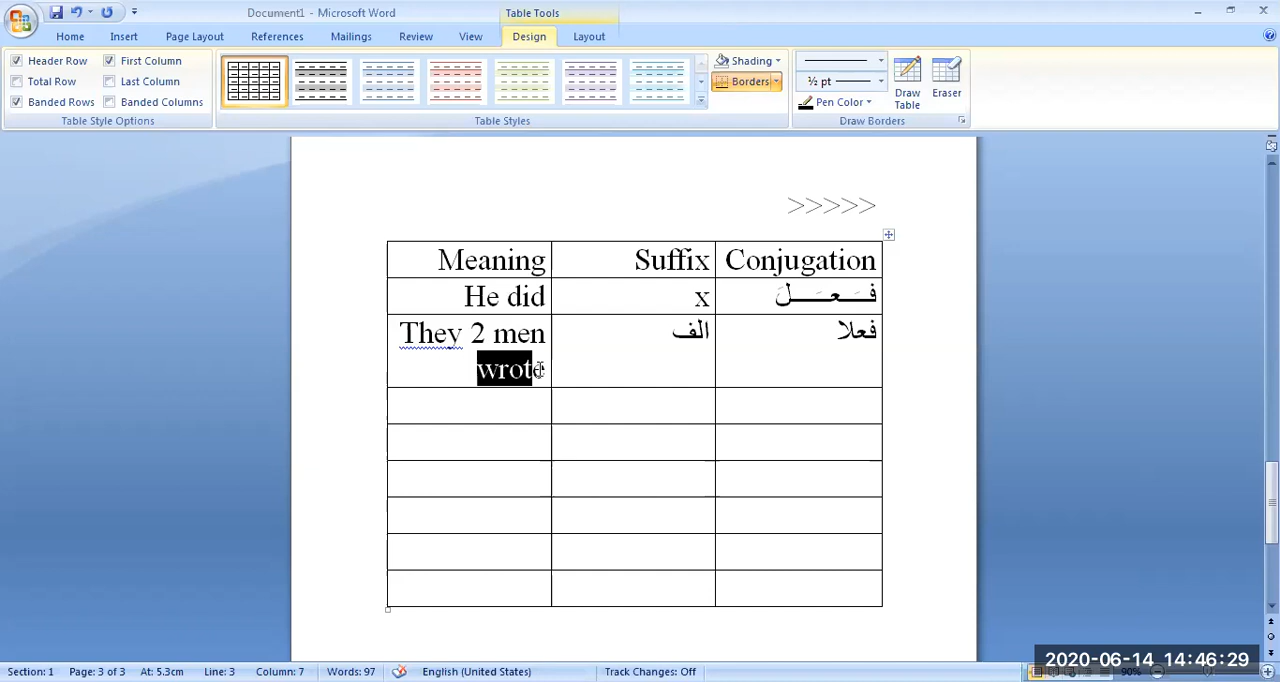 Document1 - Microsoft Word
Table Tools
Home Insert Page Layout References Mailings Review View Design Layout
Header Row First Column
Total Row Last Column
Banded Rows Banded Columns
Table Style Options
Table Styles
Shading
Borders
½ pt
Pen Color
Draw Table
Eraser
Draw Borders
>>>>>
Meaning Suffix Conjugation
He did x فَـــعَـــلَ
They 2 men wrote الف فعلا
Section: 1 Page: 3 of 3 At: 5.3cm Line: 3 Column: 7 Words: 97 English (United States) Track Changes: Off 90%
2020-06-14 14:46:29